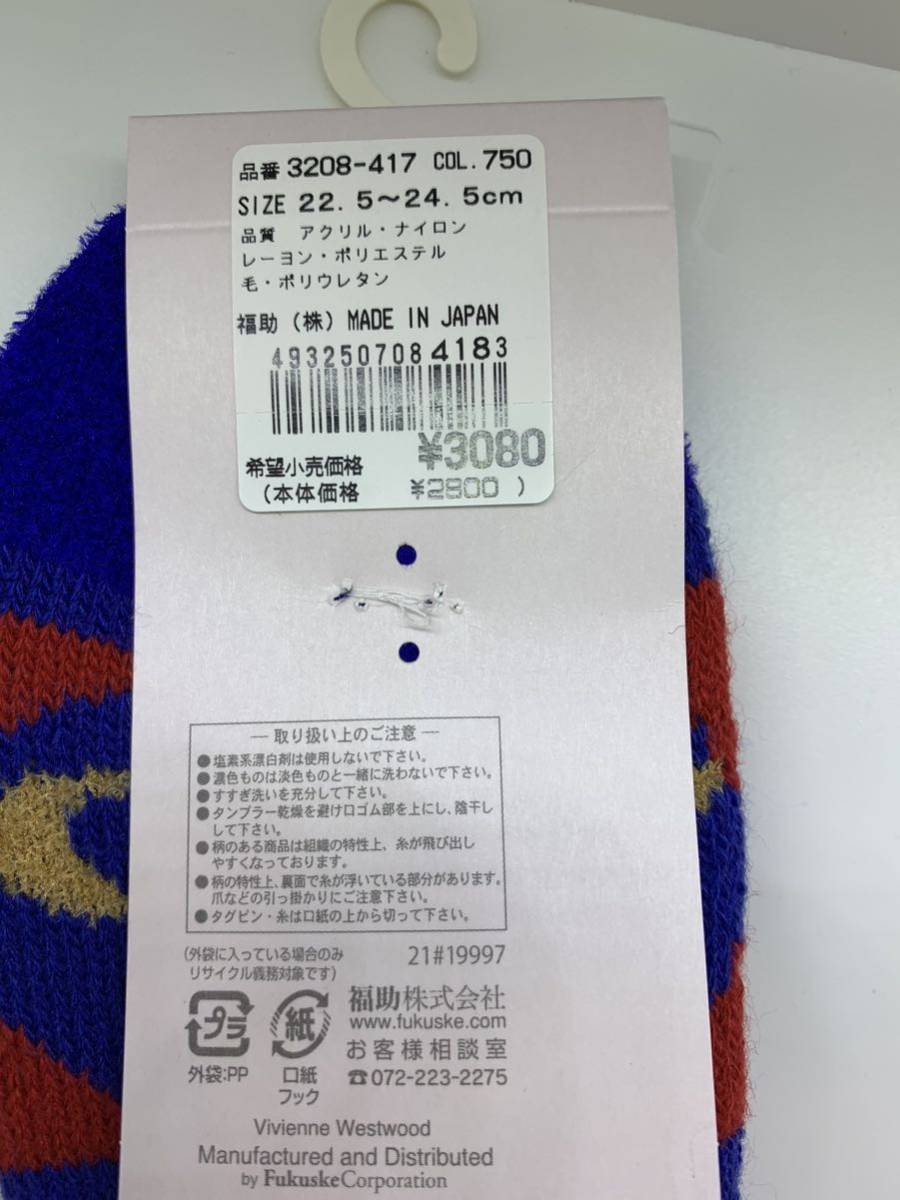 品番 3208-417 COL.750
SIZE 22.5～24.5cm
品質 アクリル・ナイロン
レーヨン・ポリエステル
毛・ポリウレタン
福助（株）MADE IN JAPAN
4932507084183
希望小売価格 ¥3080
（本体価格 ¥2800）
― 取り扱い上のご注意 ―
●塩素系漂白剤は使用しないで下さい。
●濃色ものは淡色ものと一緒に洗わないで下さい。
●すすぎ洗いを充分して下さい。
●タンブラー乾燥を避け口ゴム部を上にし、陰干し
して下さい。
●柄のある商品は組織の特性上、糸が飛び出し
やすくなっております。
●柄の特性上、裏面で糸が浮いている部分があります。
爪などの引っ掛かりにご注意下さい。
●タグピン・糸は口紙の上から切って下さい。
（外袋に入っている場合のみ
リサイクル義務対象です）
21#19997
プラ
外袋:PP
紙
口紙
フック
福助株式会社
www.fukuske.com
お客様相談室
☎072-223-2275
Vivienne Westwood
Manufactured and Distributed
by FukuskeCorporation